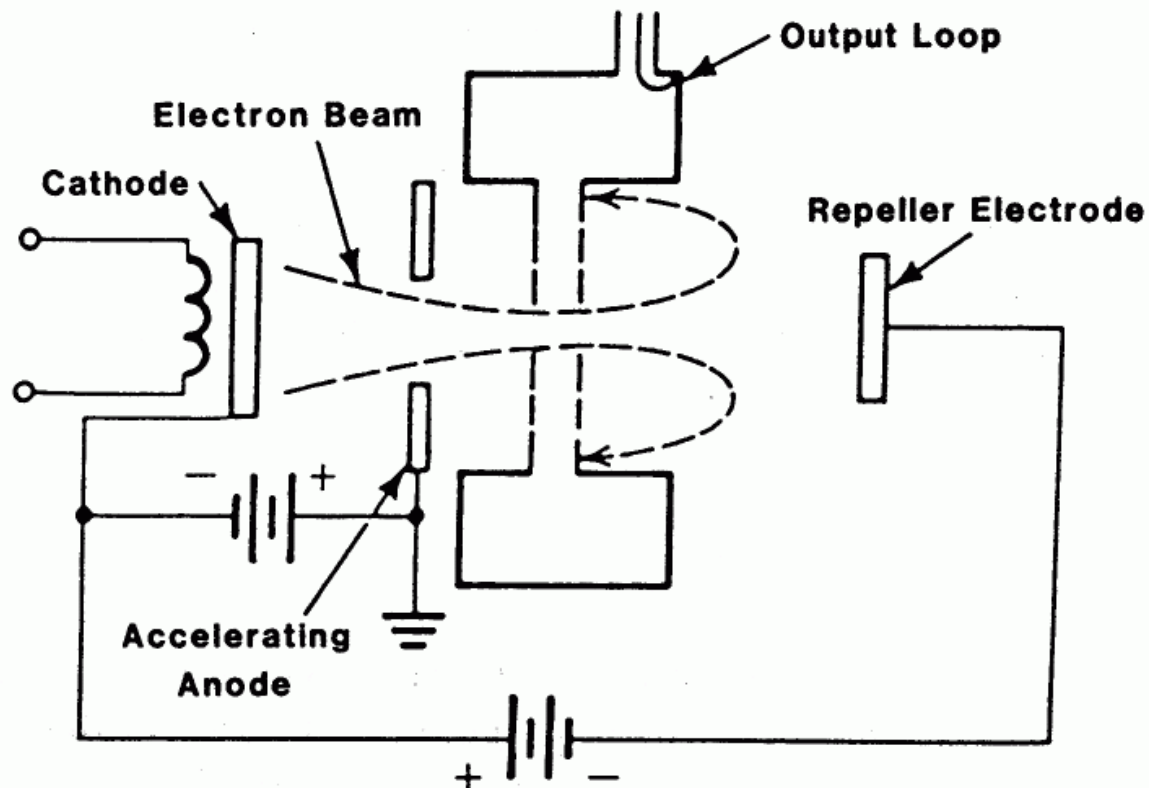 Output Loop
Electron Beam
Cathode
Repeller Electrode
− +
Accelerating
Anode
+ −